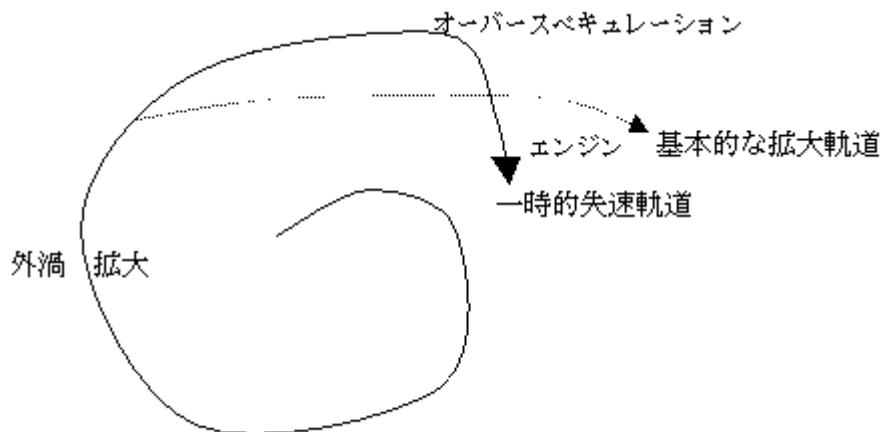 オーバースペキュレーション
エンジン
基本的な拡大軌道
一時的失速軌道
外渦 拡大